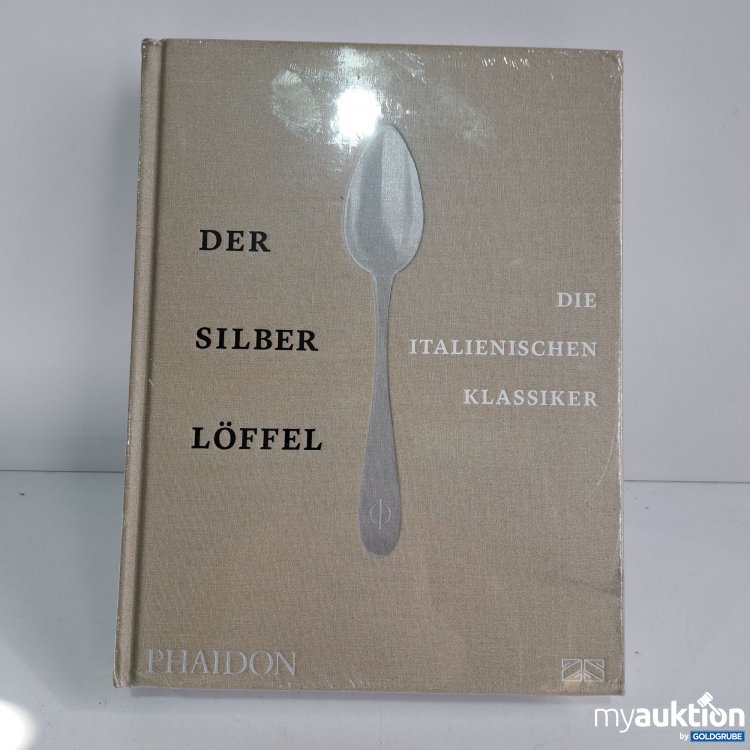 DER
SILBER
LÖFFEL
DIE
ITALIENISCHEN
KLASSIKER
PHAIDON
myauktion
by GOLDGRUBE